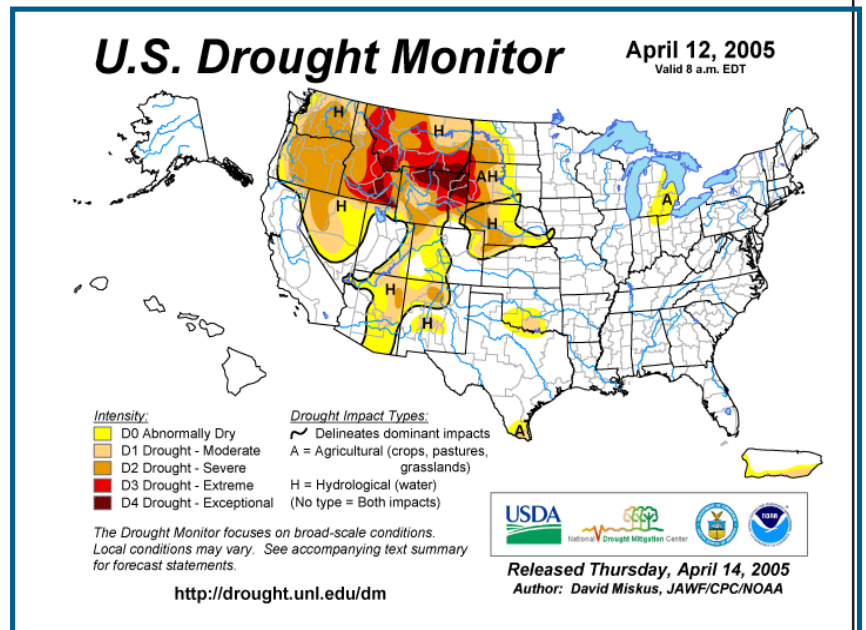 U.S. Drought Monitor
April 12, 2005
Valid 8 a.m. EDT
H
H
AH
H
H
A
H
H
A
Intensity:
D0 Abnormally Dry
D1 Drought - Moderate
D2 Drought - Severe
D3 Drought - Extreme
D4 Drought - Exceptional
Drought Impact Types:
Delineates dominant impacts
A = Agricultural (crops, pastures,
grasslands)
H = Hydrological (water)
(No type = Both impacts)
The Drought Monitor focuses on broad-scale conditions.
Local conditions may vary. See accompanying text summary
for forecast statements.
http://drought.unl.edu/dm
USDA
National Drought Mitigation Center
NOAA
Released Thursday, April 14, 2005
Author: David Miskus, JAWF/CPC/NOAA